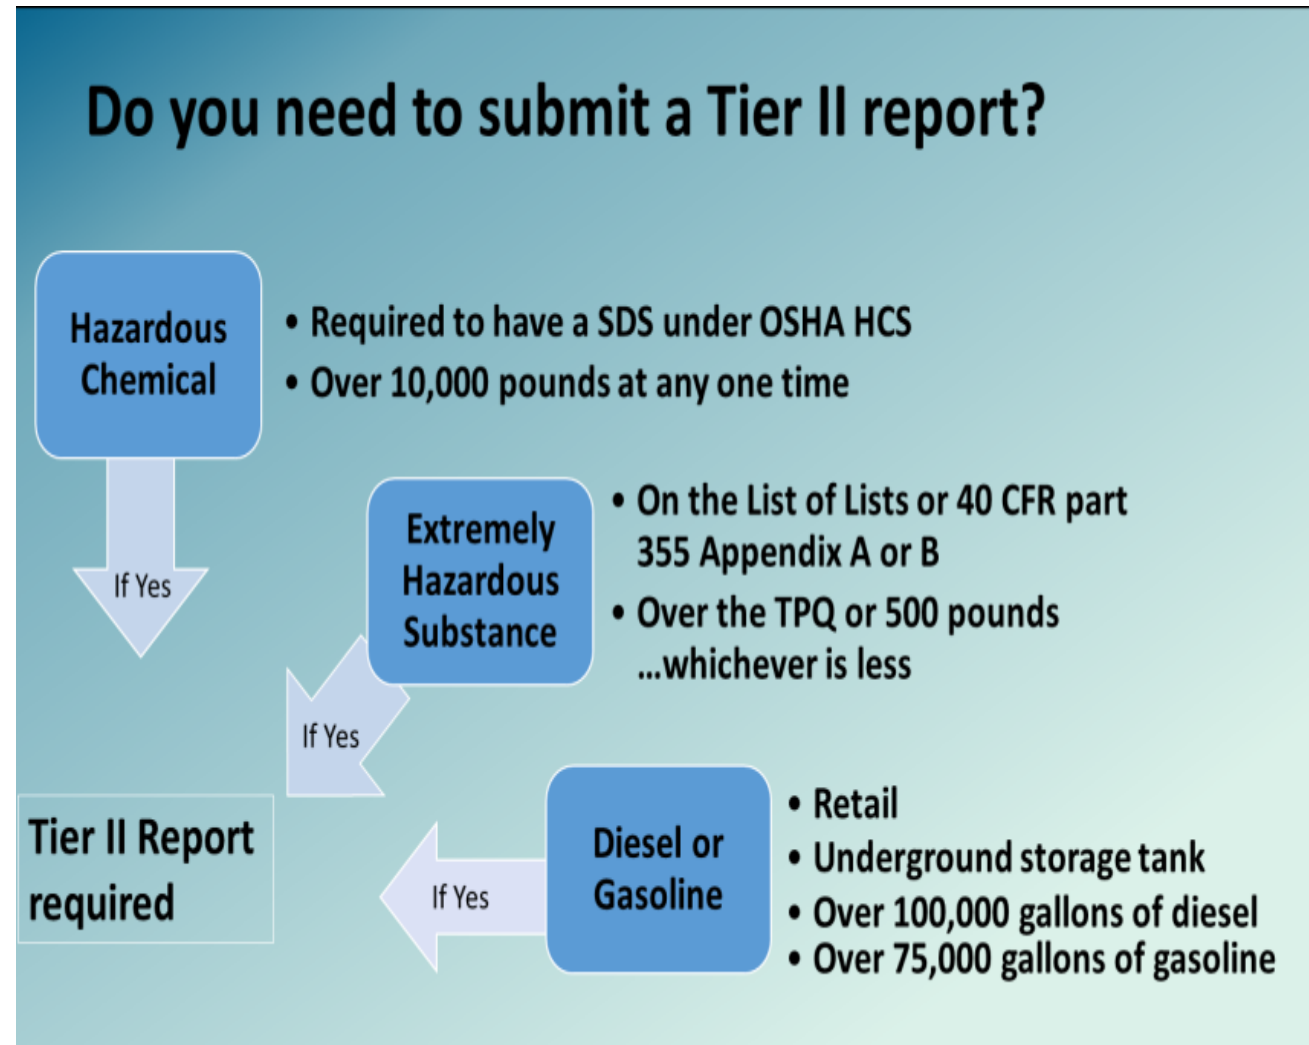 Do you need to submit a Tier II report?
Hazardous
Chemical
• Required to have a SDS under OSHA HCS
• Over 10,000 pounds at any one time
If Yes
Extremely
Hazardous
Substance
• On the List of Lists or 40 CFR part
355 Appendix A or B
• Over the TPQ or 500 pounds
...whichever is less
If Yes
Diesel or
Gasoline
• Retail
• Underground storage tank
• Over 100,000 gallons of diesel
• Over 75,000 gallons of gasoline
If Yes
Tier II Report
required